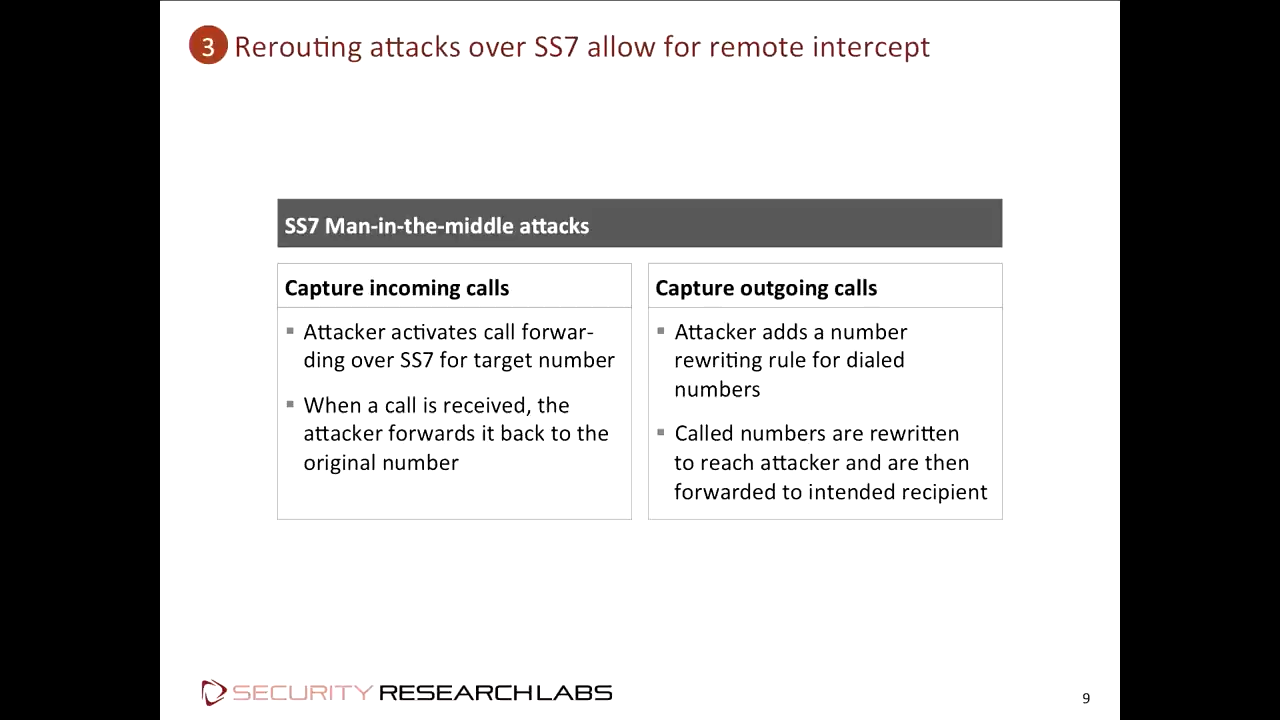 3 Rerouting attacks over SS7 allow for remote intercept
SS7 Man-in-the-middle attacks
Capture incoming calls
▪ Attacker activates call forwar-
ding over SS7 for target number
▪ When a call is received, the
attacker forwards it back to the
original number
Capture outgoing calls
▪ Attacker adds a number
rewriting rule for dialed
numbers
▪ Called numbers are rewritten
to reach attacker and are then
forwarded to intended recipient
SECURITY RESEARCH LABS
9